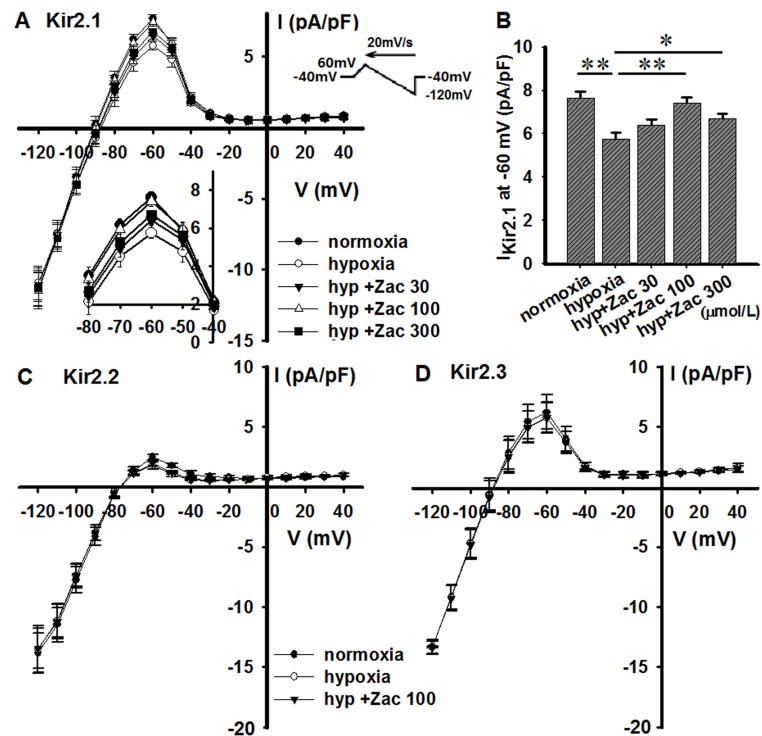 A Kir2.1
I (pA/pF)
5
-5
-10
-15
-120 -100 -80 -60 -40 -20 0 20 40
V (mV)
20mV/s
60mV
-40mV
-40mV
-120mV
8
6
4
2
0
-80 -70 -60 -50 -40
normoxia
hypoxia
hyp +Zac 30
hyp +Zac 100
hyp +Zac 300
B
I Kir2.1 at -60 mV (pA/pF)
10
8
6
4
2
0
*
** **
normoxia
hypoxia
hyp+Zac 30
hyp+Zac 100
hyp+Zac 300
(μmol/L)
C Kir2.2
I (pA/pF)
10
5
-5
-10
-15
-20
-120 -100 -80 -60 -40 -20 0 20 40
V (mV)
normoxia
hypoxia
hyp +Zac 100
D Kir2.3
I (pA/pF)
10
5
-5
-10
-15
-20
-120 -100 -80 -60 -40 -20 0 20 40
V (mV)